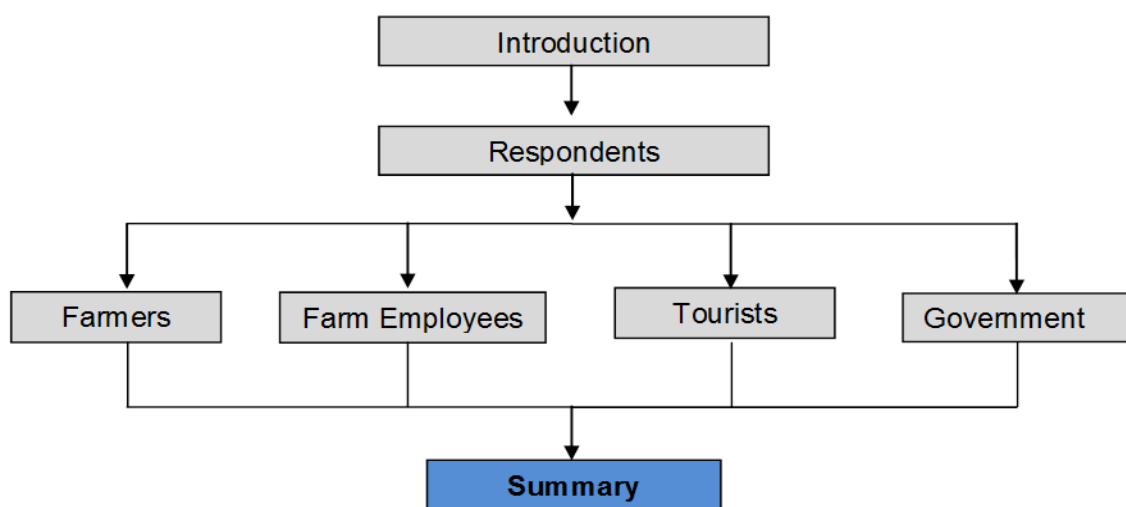 Introduction
Respondents
Farmers
Farm Employees
Tourists
Government
Summary